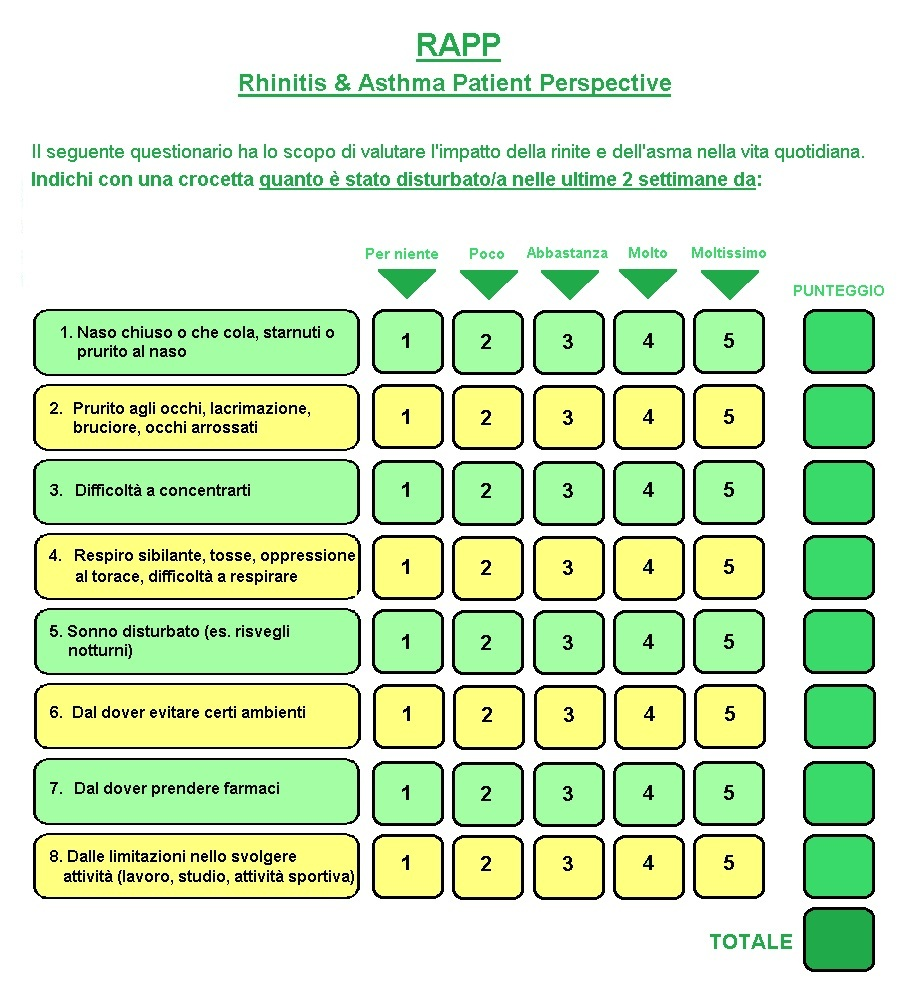 RAPP
Rhinitis & Asthma Patient Perspective
Il seguente questionario ha lo scopo di valutare l'impatto della rinite e dell'asma nella vita quotidiana.
Indichi con una crocetta quanto è stato disturbato/a nelle ultime 2 settimane da:
Per niente Poco Abbastanza Molto Moltissimo
PUNTEGGIO
1. Naso chiuso o che cola, starnuti o
prurito al naso
1 2 3 4 5
2. Prurito agli occhi, lacrimazione,
bruciore, occhi arrossati
1 2 3 4 5
3. Difficoltà a concentrarti
1 2 3 4 5
4. Respiro sibilante, tosse, oppressione
al torace, difficoltà a respirare
1 2 3 4 5
5. Sonno disturbato (es. risvegli
notturni)
1 2 3 4 5
6. Dal dover evitare certi ambienti
1 2 3 4 5
7. Dal dover prendere farmaci
1 2 3 4 5
8. Dalle limitazioni nello svolgere
attività (lavoro, studio, attività sportiva)
1 2 3 4 5
TOTALE